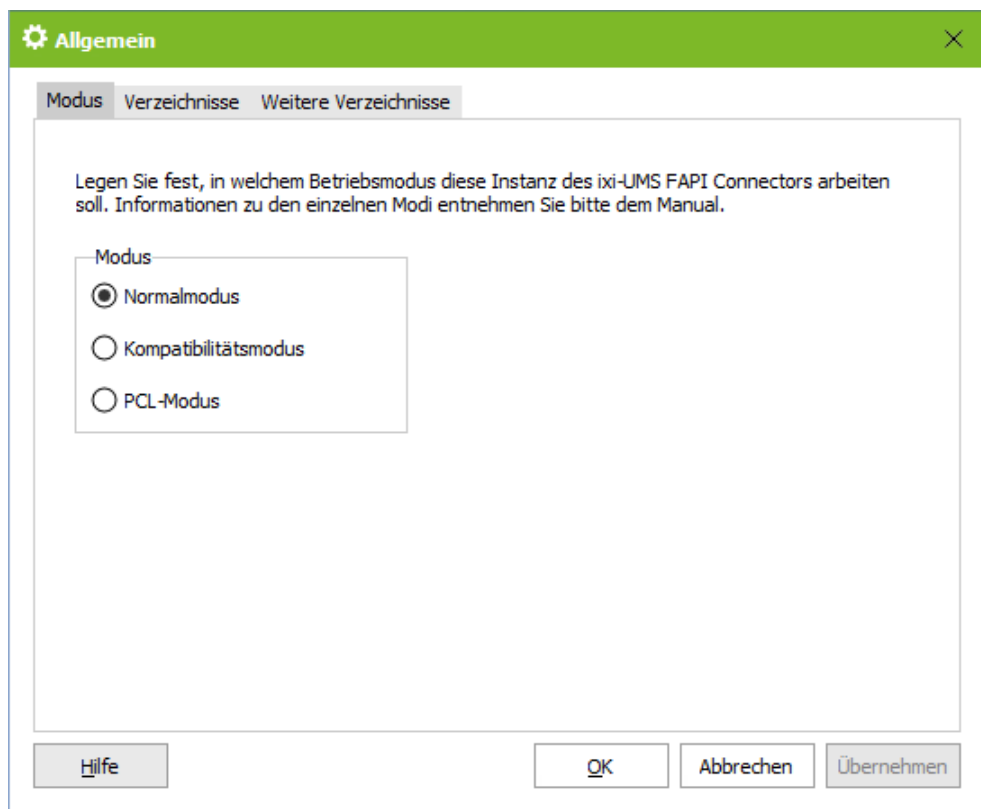 Allgemein
Modus Verzeichnisse Weitere Verzeichnisse
Legen Sie fest, in welchem Betriebsmodus diese Instanz des ixi-UMS FAPI Connectors arbeiten
soll. Informationen zu den einzelnen Modi entnehmen Sie bitte dem Manual.
Modus
Normalmodus
Kompatibilitätsmodus
PCL-Modus
Hilfe OK Abbrechen Übernehmen